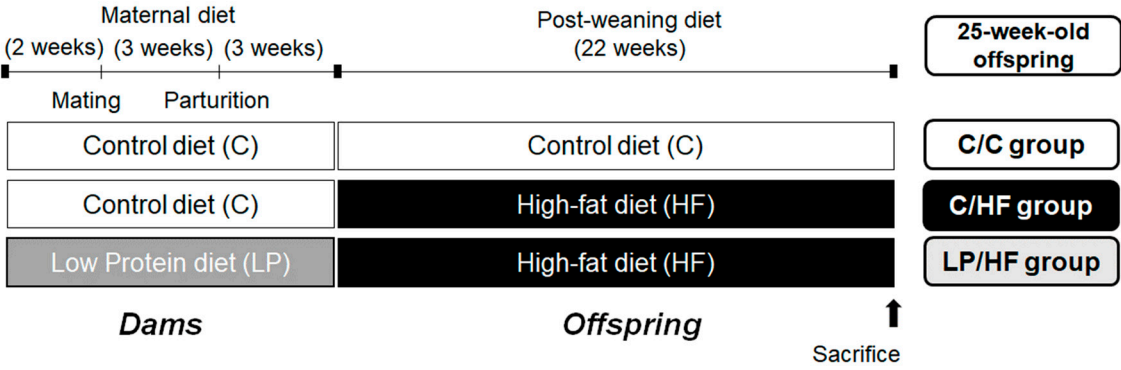 Maternal diet
(2 weeks) (3 weeks) (3 weeks)
Mating Parturition
Post-weaning diet
(22 weeks)
25-week-old
offspring
Control diet (C) Control diet (C) C/C group
Control diet (C) High-fat diet (HF) C/HF group
Low Protein diet (LP) High-fat diet (HF) LP/HF group
Dams Offspring
Sacrifice